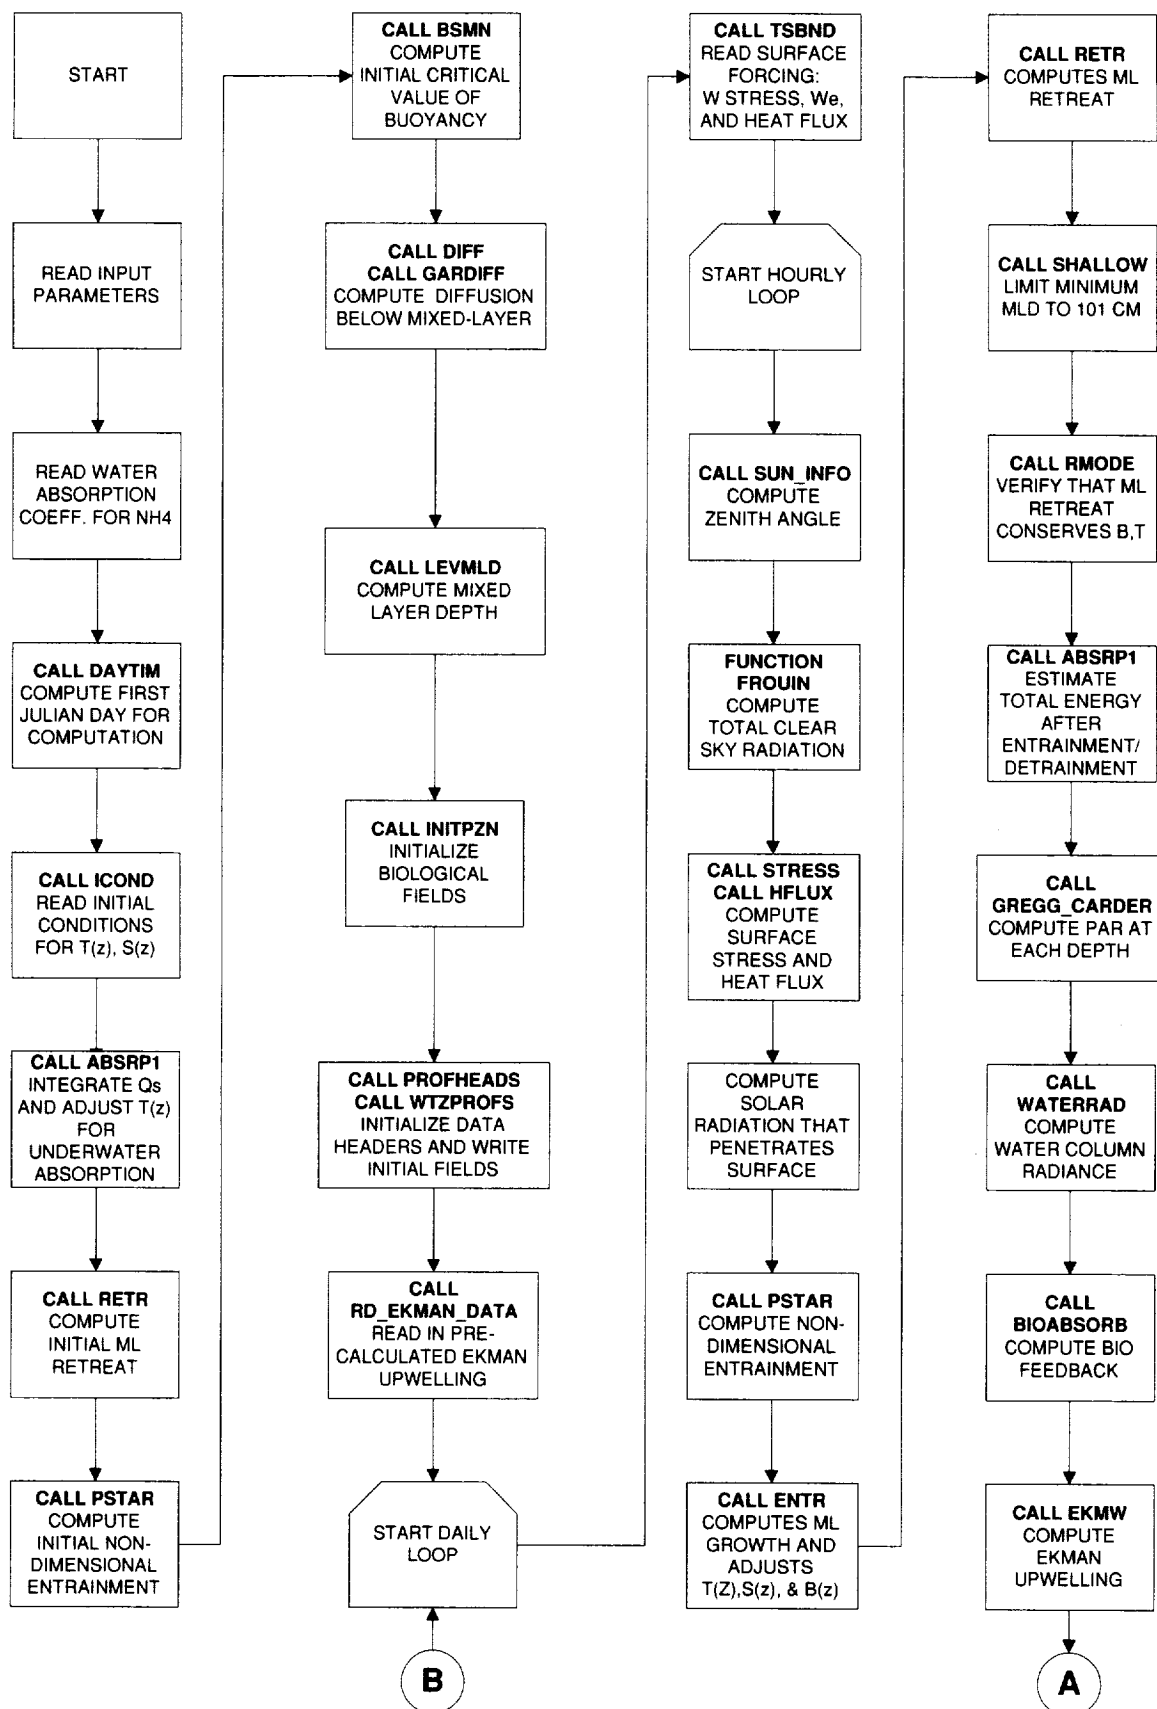 START
READ INPUT
PARAMETERS
READ WATER
ABSORPTION
COEFF. FOR NH4
CALL DAYTIM
COMPUTE FIRST
JULIAN DAY FOR
COMPUTATION
CALL ICOND
READ INITIAL
CONDITIONS
FOR T(z), S(z)
CALL ABSRP1
INTEGRATE Qs
AND ADJUST T(z)
FOR
UNDERWATER
ABSORPTION
CALL RETR
COMPUTE
INITIAL ML
RETREAT
CALL PSTAR
COMPUTE
INITIAL NON-
DIMENSIONAL
ENTRAINMENT
CALL BSMN
COMPUTE
INITIAL CRITICAL
VALUE OF
BUOYANCY
CALL DIFF
CALL GARDIFF
COMPUTE DIFFUSION
BELOW MIXED-LAYER
CALL LEVMLD
COMPUTE MIXED
LAYER DEPTH
CALL INITPZN
INITIALIZE
BIOLOGICAL
FIELDS
CALL PROFHEADS
CALL WTZPROFS
INITIALIZE DATA
HEADERS AND WRITE
INITIAL FIELDS
CALL
RD_EKMAN_DATA
READ IN PRE-
CALCULATED EKMAN
UPWELLING
START DAILY
LOOP
B
CALL TSBND
READ SURFACE
FORCING:
W STRESS, We,
AND HEAT FLUX
START HOURLY
LOOP
CALL SUN_INFO
COMPUTE
ZENITH ANGLE
FUNCTION
FROUIN
COMPUTE
TOTAL CLEAR
SKY RADIATION
CALL STRESS
CALL HFLUX
COMPUTE
SURFACE
STRESS AND
HEAT FLUX
COMPUTE
SOLAR
RADIATION THAT
PENETRATES
SURFACE
CALL PSTAR
COMPUTE NON-
DIMENSIONAL
ENTRAINMENT
CALL ENTR
COMPUTES ML
GROWTH AND
ADJUSTS
T(Z),S(z), & B(z)
CALL RETR
COMPUTES ML
RETREAT
CALL SHALLOW
LIMIT MINIMUM
MLD TO 101 CM
CALL RMODE
VERIFY THAT ML
RETREAT
CONSERVES B,T
CALL ABSRP1
ESTIMATE
TOTAL ENERGY
AFTER
ENTRAINMENT/
DETRAINMENT
CALL
GREGG_CARDER
COMPUTE PAR AT
EACH DEPTH
CALL
WATERRAD
COMPUTE
WATER COLUMN
RADIANCE
CALL
BIOABSORB
COMPUTE BIO
FEEDBACK
CALL EKMW
COMPUTE
EKMAN
UPWELLING
A